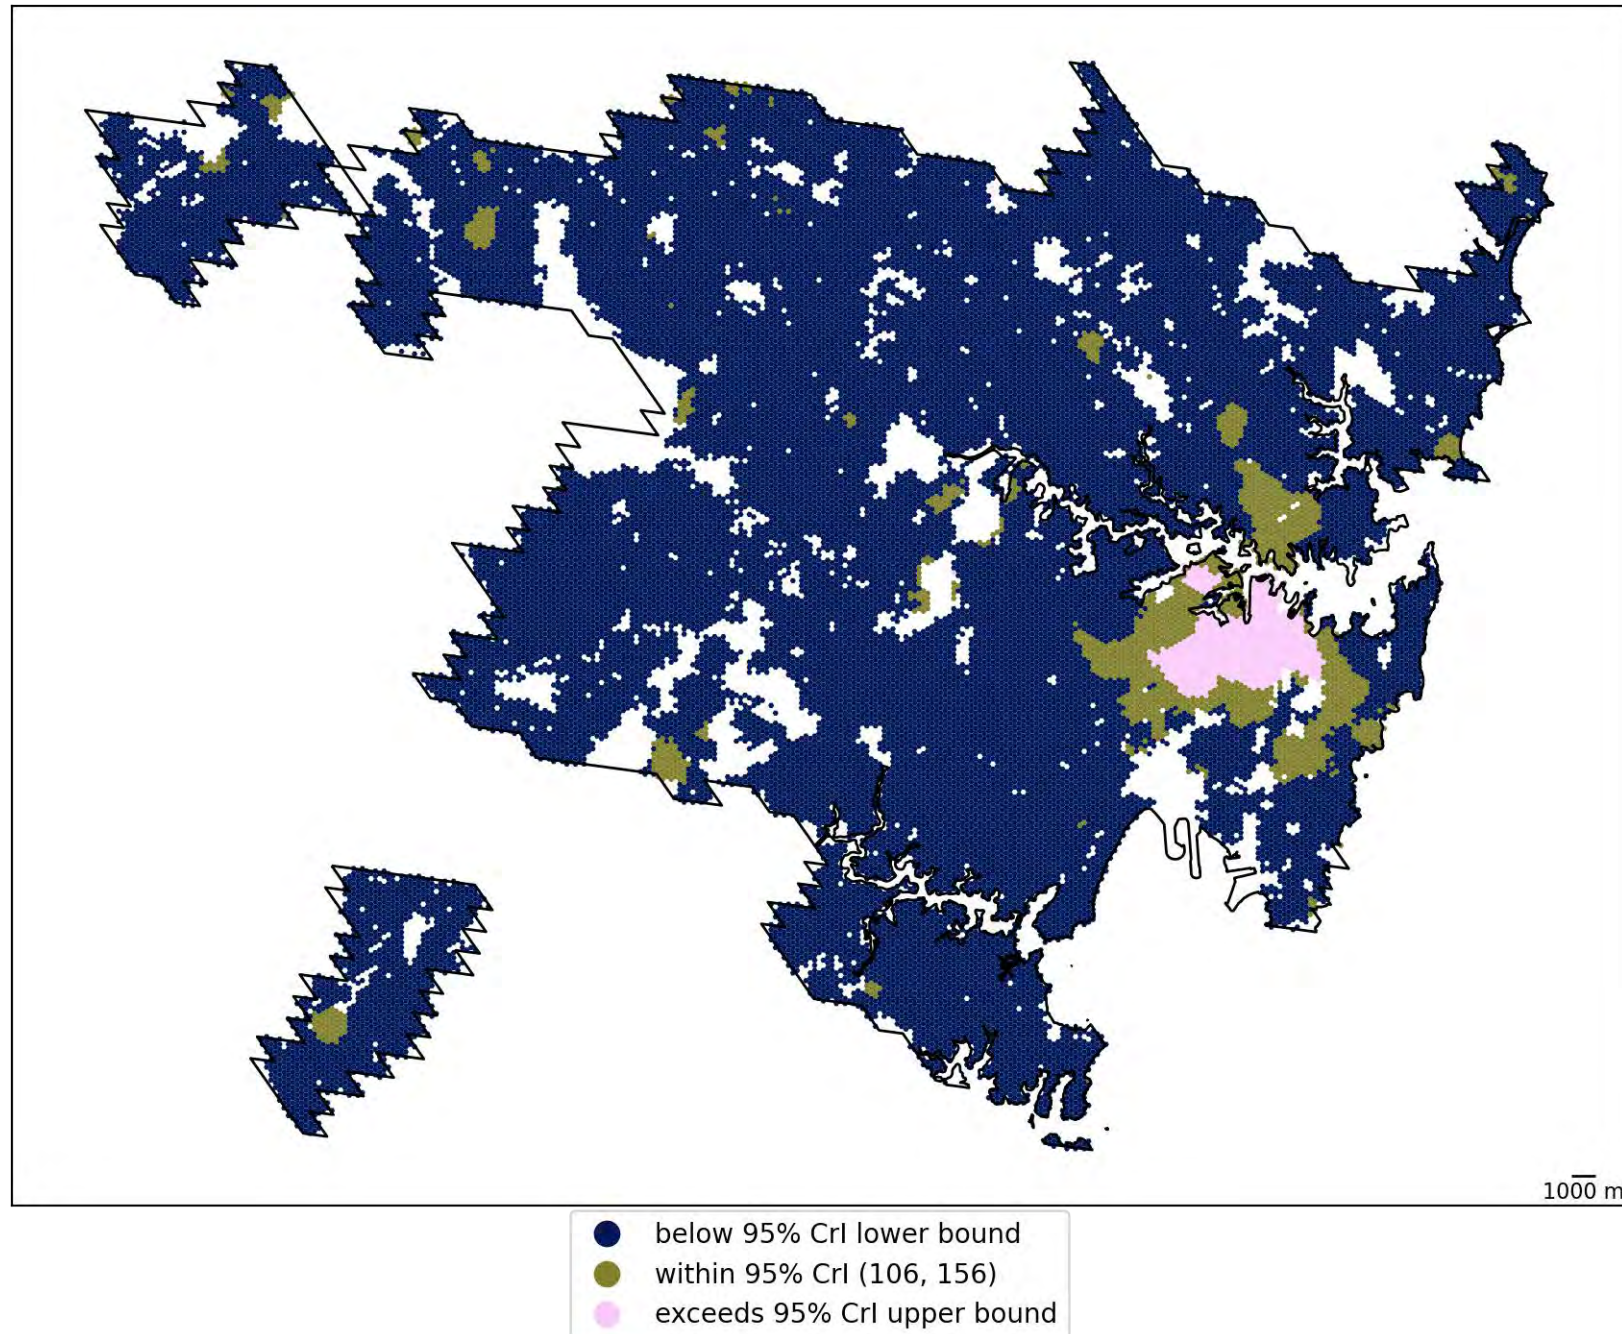 1000 m
below 95% CrI lower bound
within 95% CrI (106, 156)
exceeds 95% CrI upper bound